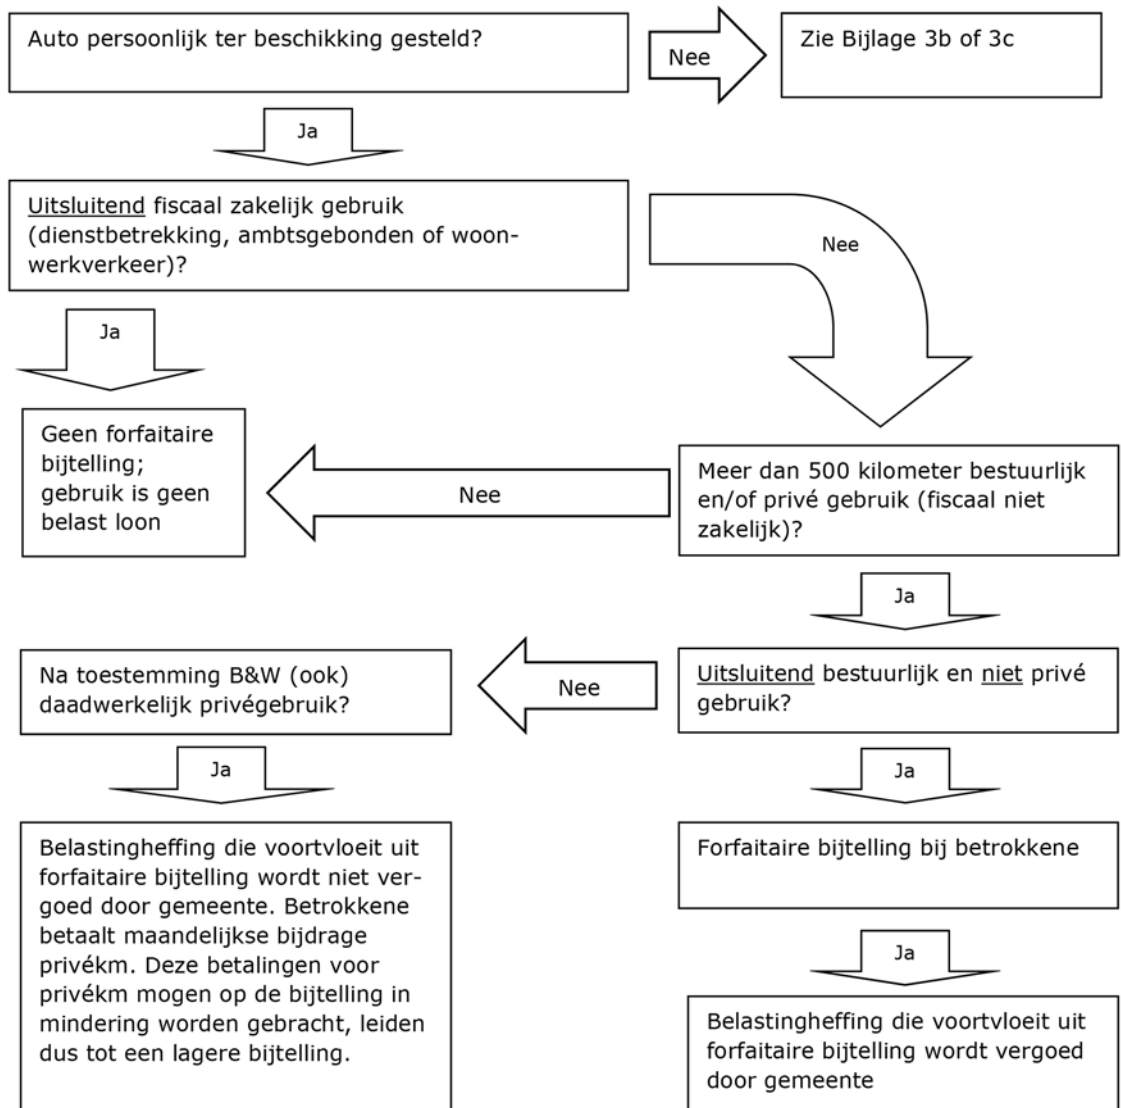 Auto persoonlijk ter beschikking gesteld?
Nee
Zie Bijlage 3b of 3c
Ja
Uitsluitend fiscaal zakelijk gebruik
(dienstbetrekking, ambtsgebonden of woon-
werkverkeer)?
Nee
Ja
Geen forfaitaire
bijtelling;
gebruik is geen
belast loon
Nee
Meer dan 500 kilometer bestuurlijk
en/of privé gebruik (fiscaal niet
zakelijk)?
Ja
Na toestemming B&W (ook)
daadwerkelijk privégebruik?
Nee
Uitsluitend bestuurlijk en niet privé
gebruik?
Ja
Ja
Belastingheffing die voortvloeit uit
forfaitaire bijtelling wordt niet ver-
goed door gemeente. Betrokkene
betaalt maandelijkse bijdrage
privékm. Deze betalingen voor
privékm mogen op de bijtelling in
mindering worden gebracht, leiden
dus tot een lagere bijtelling.
Forfaitaire bijtelling bij betrokkene
Ja
Belastingheffing die voortvloeit uit
forfaitaire bijtelling wordt vergoed
door gemeente